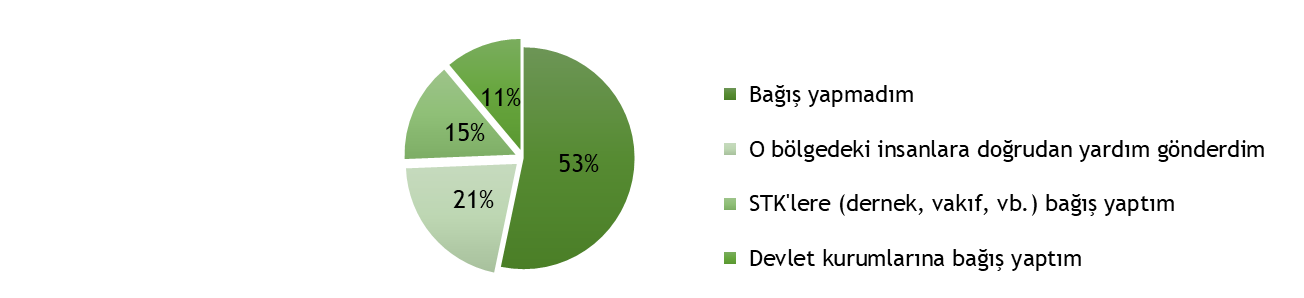 11%
15%
53%
21%
Bağış yapmadım
O bölgedeki insanlara doğrudan yardım gönderdim
STK'lere (dernek, vakıf, vb.) bağış yaptım
Devlet kurumlarına bağış yaptım